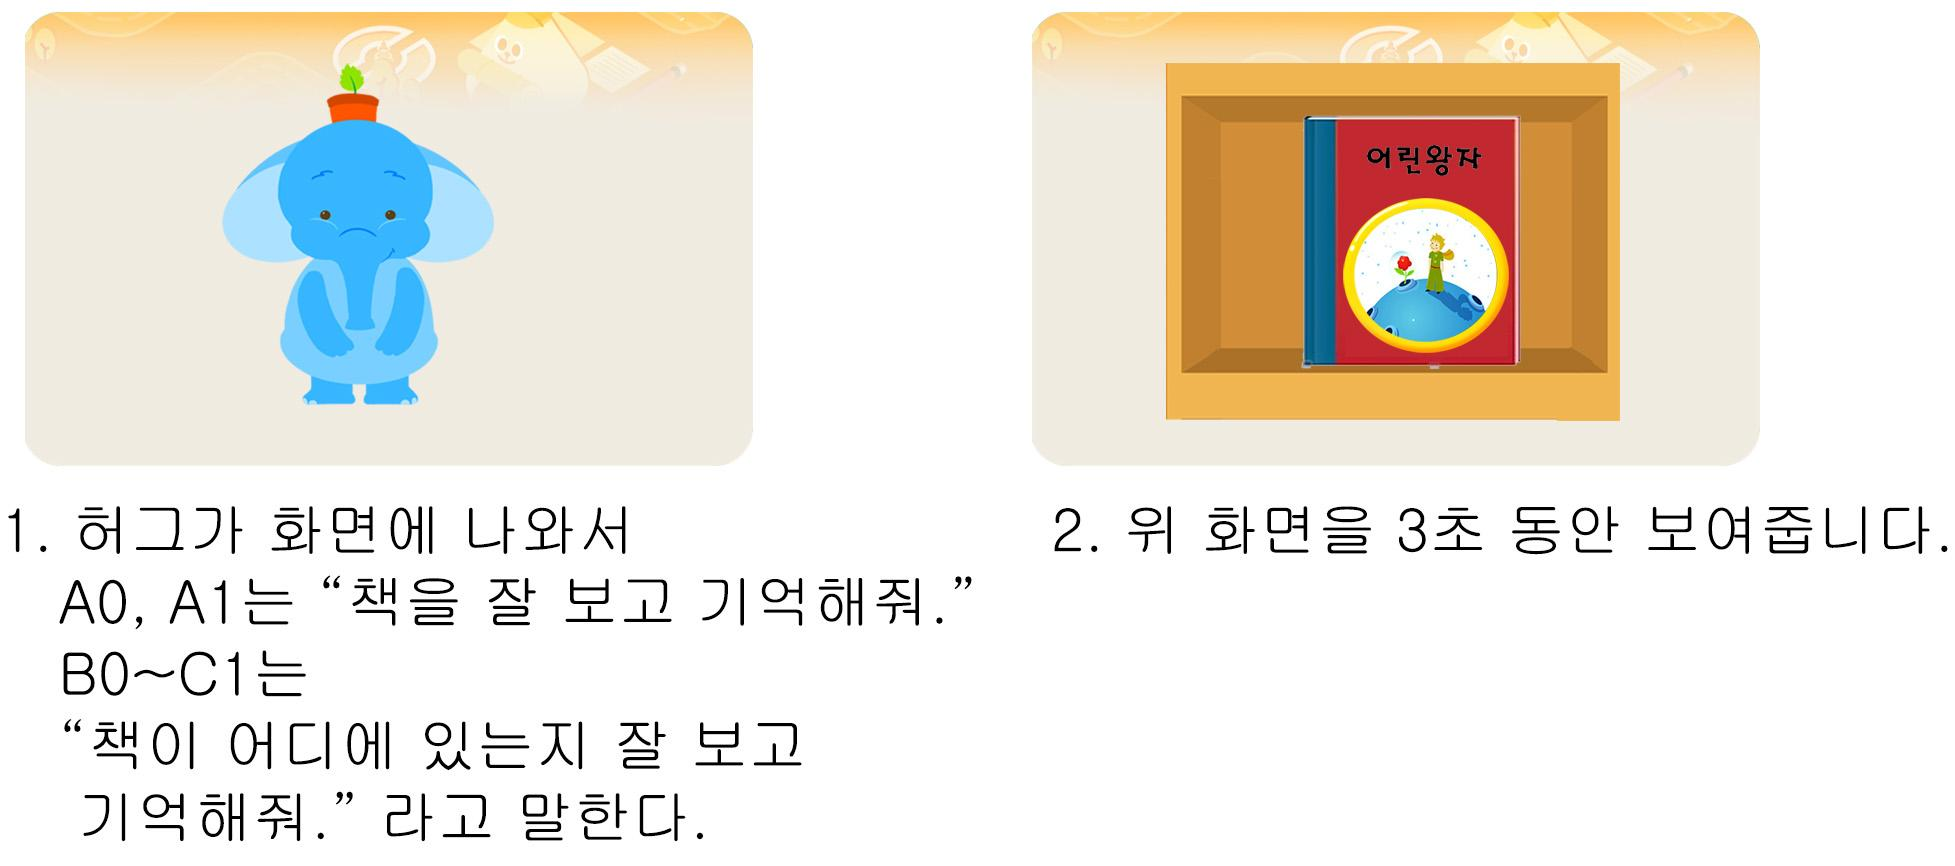 어린왕자
1. 허그가 화면에 나와서
A0, A1는 “책을 잘 보고 기억해줘.”
B0~C1는
“책이 어디에 있는지 잘 보고
기억해줘.” 라고 말한다.
2. 위 화면을 3초 동안 보여줍니다.